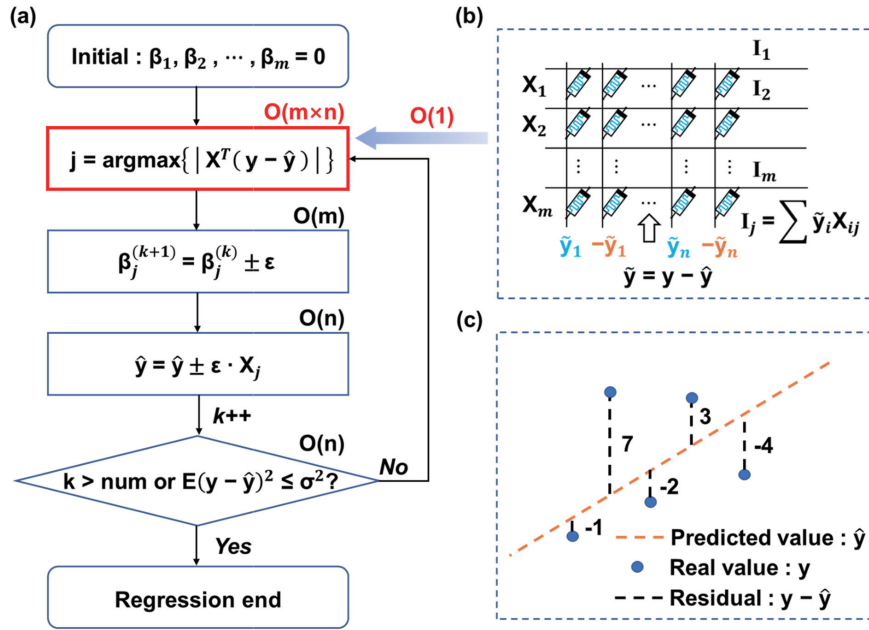 (a)
Initial : β₁, β₂ , ⋯ , βₘ = 0
O(m×n)
j = argmax{ | Xᵀ( y − ŷ ) | }
O(m)
βⱼ⁽ᵏ⁺¹⁾ = βⱼ⁽ᵏ⁾ ± ε
O(n)
ŷ = ŷ ± ε · Xⱼ
k++
O(n)
k > num or E(y − ŷ)² ≤ σ²?
No
Yes
Regression end
O(1)
(b)
I₁
X₁ ⋯ I₂
X₂ ⋯
⋮ ⋮ ⋮ ⋮ Iₘ
Xₘ ⋯
Iⱼ = ∑ ỹᵢXᵢⱼ
ỹ₁ −ỹ₁ ỹₙ −ỹₙ
ỹ = y − ŷ
(c)
7
3
-4
-2
-1
Predicted value : ŷ
Real value : y
Residual : y − ŷ